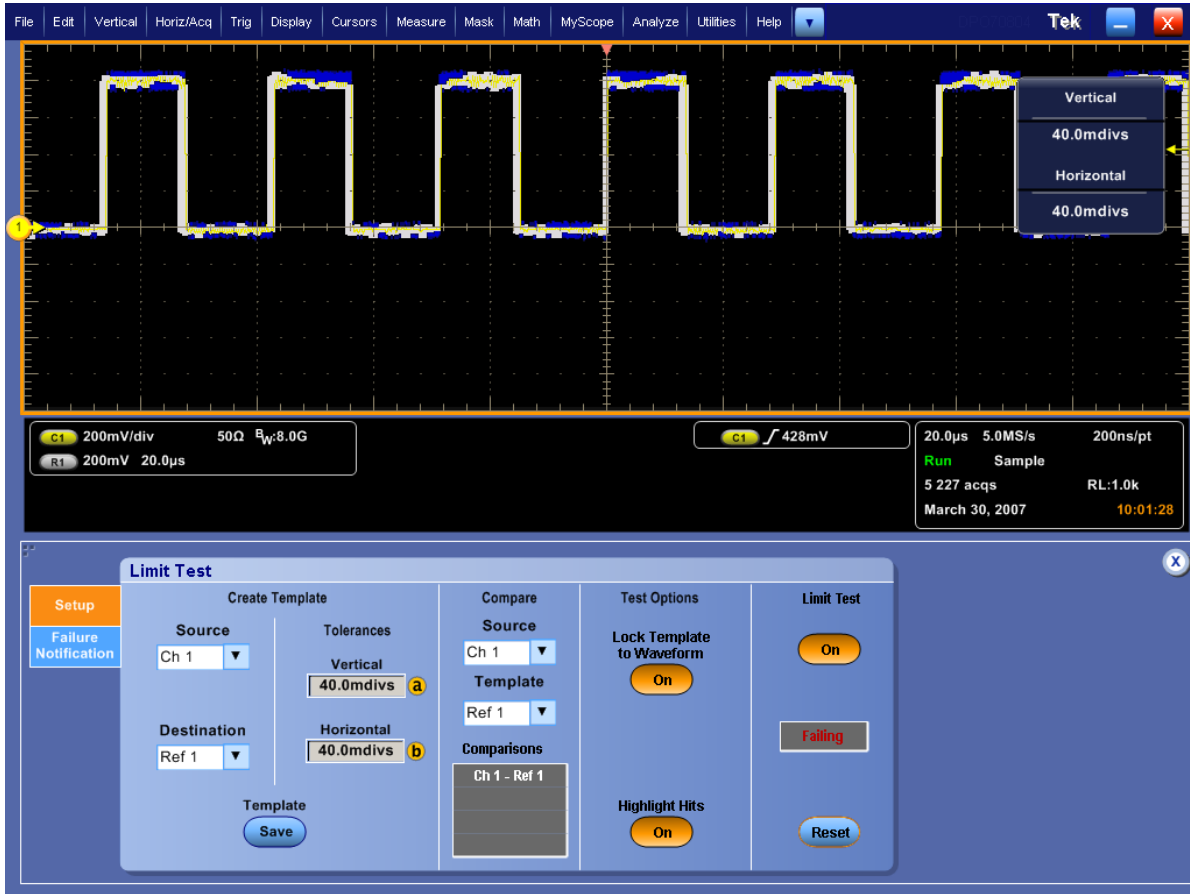 File Edit Vertical Horiz/Acq Trig Display Cursors Measure Mask Math MyScope Analyze Utilities Help Tek X
Vertical
40.0mdivs
Horizontal
40.0mdivs
1
C1 200mV/div 50Ω BW:8.0G
R1 200mV 20.0µs
C1 428mV
20.0µs 5.0MS/s 200ns/pt
Run Sample
5 227 acqs RL:1.0k
March 30, 2007 10:01:28
X
Limit Test
Setup
Failure
Notification
Create Template
Source
Ch 1
Destination
Ref 1
Tolerances
Vertical
40.0mdivs a
Horizontal
40.0mdivs b
Template
Save
Compare
Source
Ch 1
Template
Ref 1
Comparisons
Ch 1 - Ref 1
Test Options
Lock Template
to Waveform
On
Highlight Hits
On
Limit Test
On
Failing
Reset